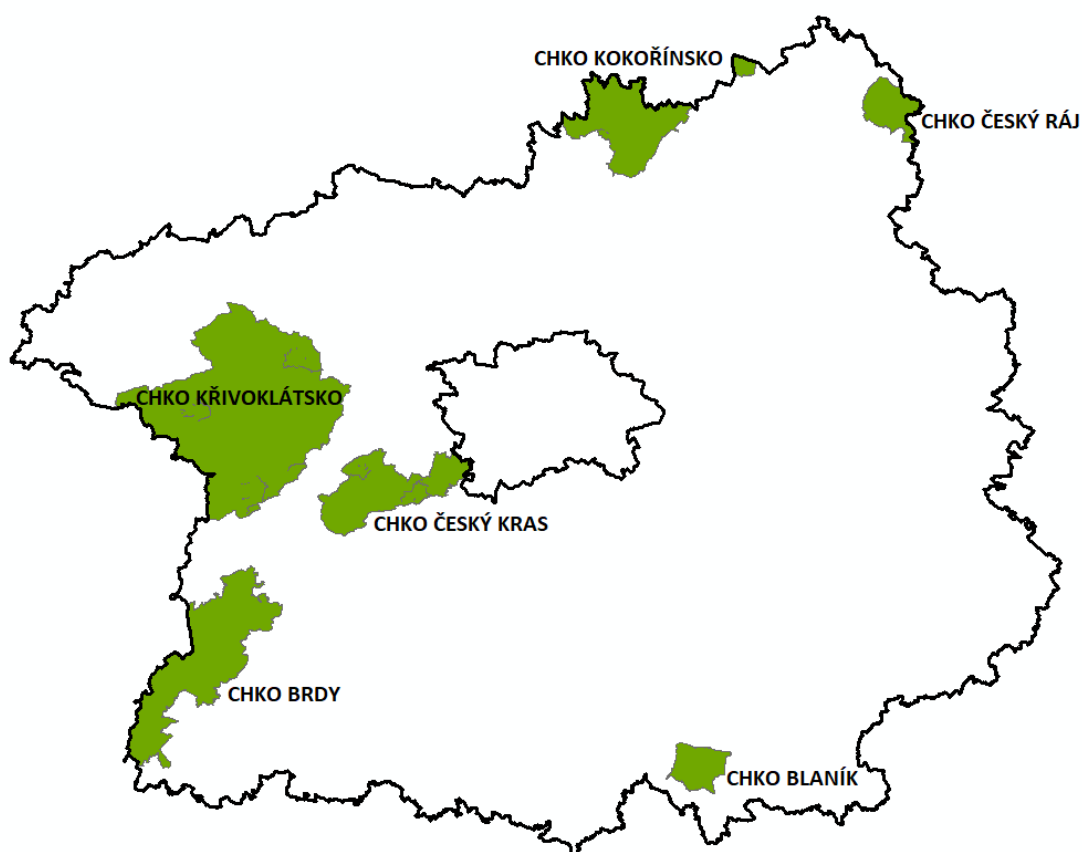 CHKO KOKOŘÍNSKO
CHKO ČESKÝ RÁJ
CHKO KŘIVOKLÁTSKO
CHKO ČESKÝ KRAS
CHKO BRDY
CHKO BLANÍK